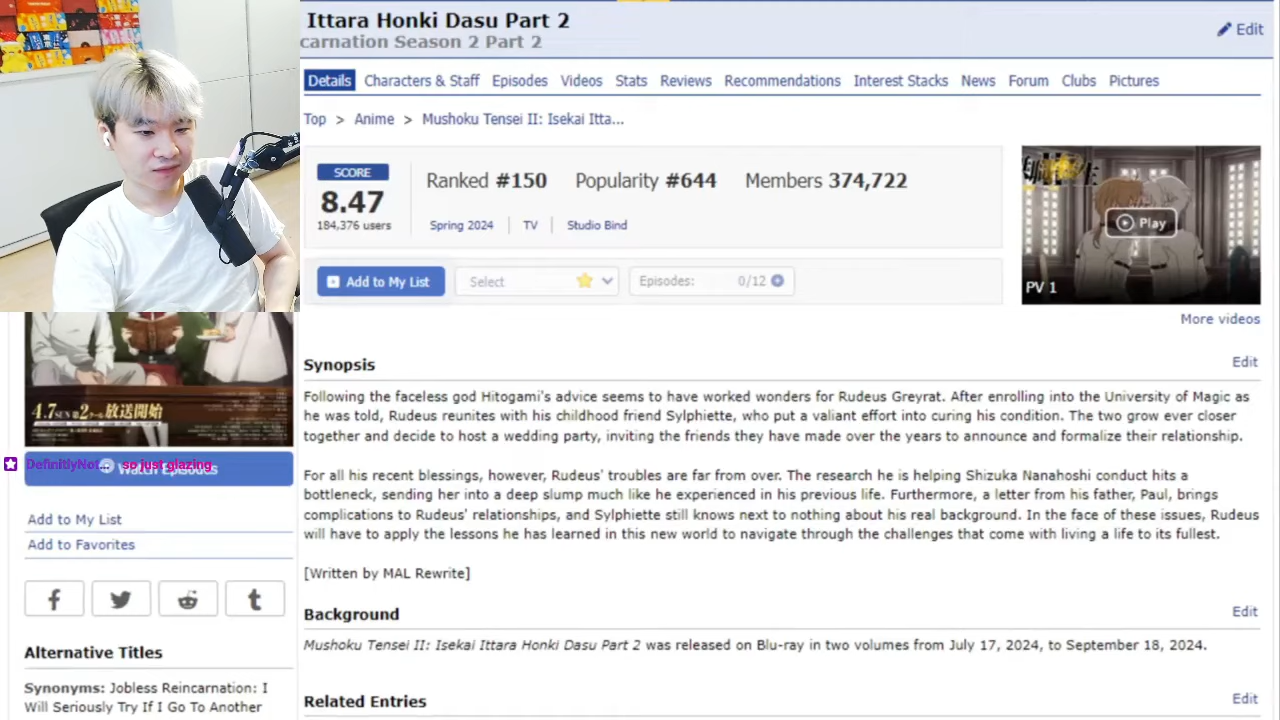 Ittara Honki Dasu Part 2
carnation Season 2 Part 2
Edit
Details Characters & Staff Episodes Videos Stats Reviews Recommendations Interest Stacks News Forum Clubs Pictures
Top > Anime > Mushoku Tensei II: Isekai Itta...
SCORE
8.47
184,376 users
Ranked #150 Popularity #644 Members 374,722
Spring 2024 TV Studio Bind
Add to My List Select Episodes: 0/12
Play
PV 1
More videos
Synopsis
Edit
Following the faceless god Hitogami's advice seems to have worked wonders for Rudeus Greyrat. After enrolling into the University of Magic as
he was told, Rudeus reunites with his childhood friend Sylphiette, who put a valiant effort into curing his condition. The two grow ever closer
together and decide to host a wedding party, inviting the friends they have made over the years to announce and formalize their relationship.
For all his recent blessings, however, Rudeus' troubles are far from over. The research he is helping Shizuka Nanahoshi conduct hits a
bottleneck, sending her into a deep slump much like he experienced in his previous life. Furthermore, a letter from his father, Paul, brings
complications to Rudeus' relationships, and Sylphiette still knows next to nothing about his real background. In the face of these issues, Rudeus
will have to apply the lessons he has learned in this new world to navigate through the challenges that come with living a life to its fullest.
[Written by MAL Rewrite]
Background
Edit
Mushoku Tensei II: Isekai Ittara Honki Dasu Part 2 was released on Blu-ray in two volumes from July 17, 2024, to September 18, 2024.
Related Entries
Edit
4.7 SUN 第2クール放送開始
DefinitlyNot... so just glazing
Watch Episodes
Add to My List
Add to Favorites
Alternative Titles
Synonyms: Jobless Reincarnation: I
Will Seriously Try If I Go To Another